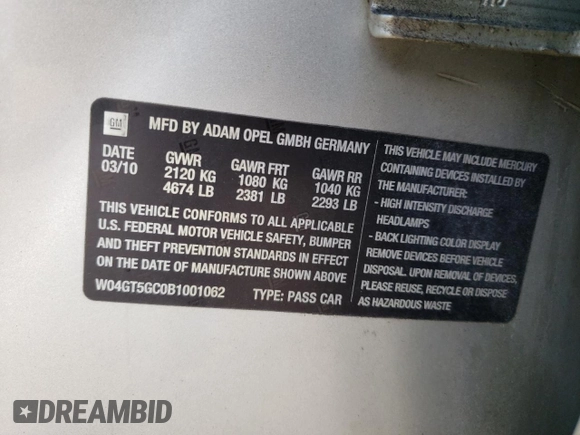 GM
MFD BY ADAM OPEL GMBH GERMANY
DATE GVWR GAWR FRT GAWR RR
03/10 2120 KG 1080 KG 1040 KG
4674 LB 2381 LB 2293 LB
THIS VEHICLE CONFORMS TO ALL APPLICABLE
U.S. FEDERAL MOTOR VEHICLE SAFETY, BUMPER
AND THEFT PREVENTION STANDARDS IN EFFECT
ON THE DATE OF MANUFACTURE SHOWN ABOVE
W04GT5GC0B1001062 TYPE: PASS CAR
THIS VEHICLE MAY INCLUDE MERCURY
CONTAINING DEVICES INSTALLED BY
THE MANUFACTURER:
- HIGH INTENSITY DISCHARGE
HEADLAMPS
- BACK LIGHTING COLOR DISPLAY
REMOVE DEVICES BEFORE VEHICLE
DISPOSAL. UPON REMOVAL OF DEVICES,
PLEASE REUSE, RECYCLE OR DISPOSE
AS HAZARDOUS WASTE
DREAMBID